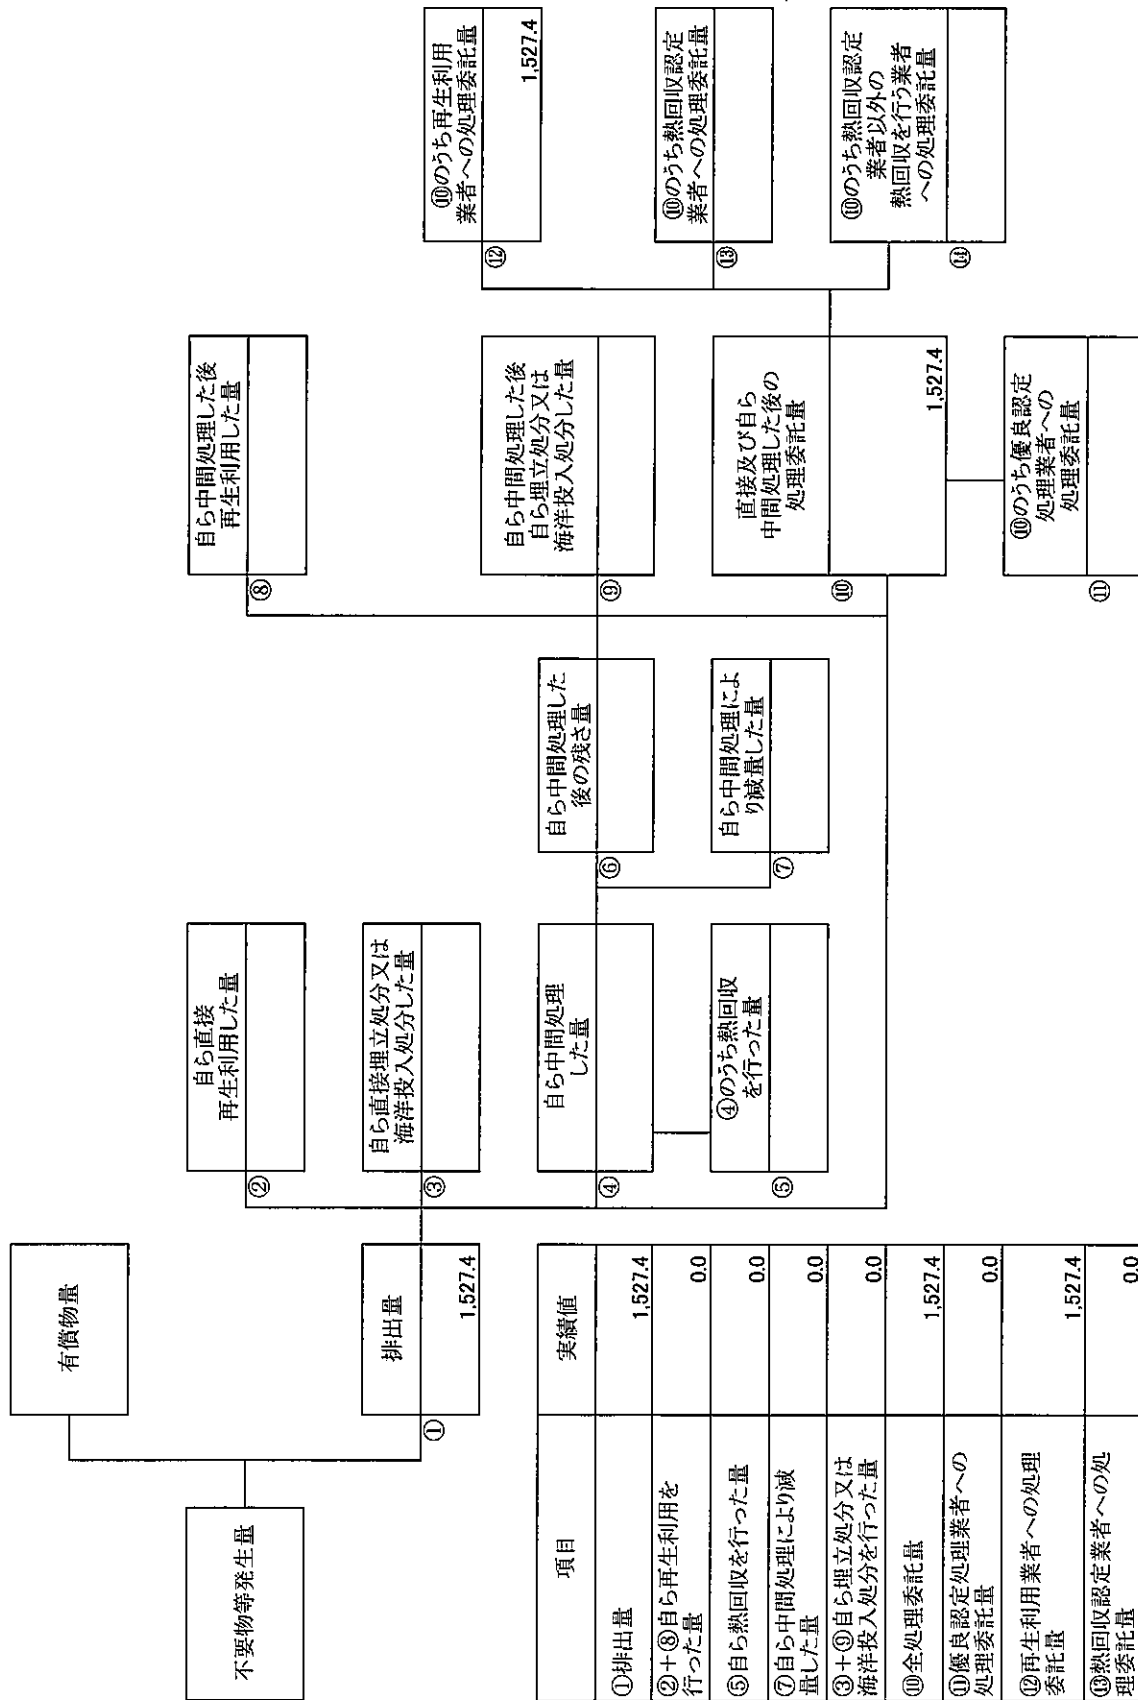 不要物等発生量
有償物量
①
排出量
1,527.4
②
自ら直接
再生利用した量
③
自ら直接埋立処分又は
海洋投入処分した量
④
自ら中間処理
した量
⑤
④のうち熱回収
を行った量
⑥
自ら中間処理した
後の残さ量
⑦
自ら中間処理によ
り減量した量
⑧
自ら中間処理した後
再生利用した量
⑨
自ら中間処理した後
自ら埋立処分又は
海洋投入処分した量
⑩
直接及び自ら
中間処理した後の
処理委託量
1,527.4
⑪
⑩のうち優良認定
処理業者への
処理委託量
⑫
⑩のうち再生利用
業者への処理委託量
1,527.4
⑬
⑩のうち熱回収認定
業者への処理委託量
⑭
⑩のうち熱回収認定
業者以外の
熱回収を行う業者
への処理委託量
項目 実績値
①排出量 1,527.4
②+⑧自ら再生利用を
行った量 0.0
⑤自ら熱回収を行った量 0.0
⑦自ら中間処理により減
量した量 0.0
③+⑨自ら埋立処分又は
海洋投入処分を行った量 0.0
⑩全処理委託量 1,527.4
⑪優良認定処理業者への
処理委託量 0.0
⑫再生利用業者への処理
委託量 1,527.4
⑬熱回収認定業者への処
理委託量 0.0